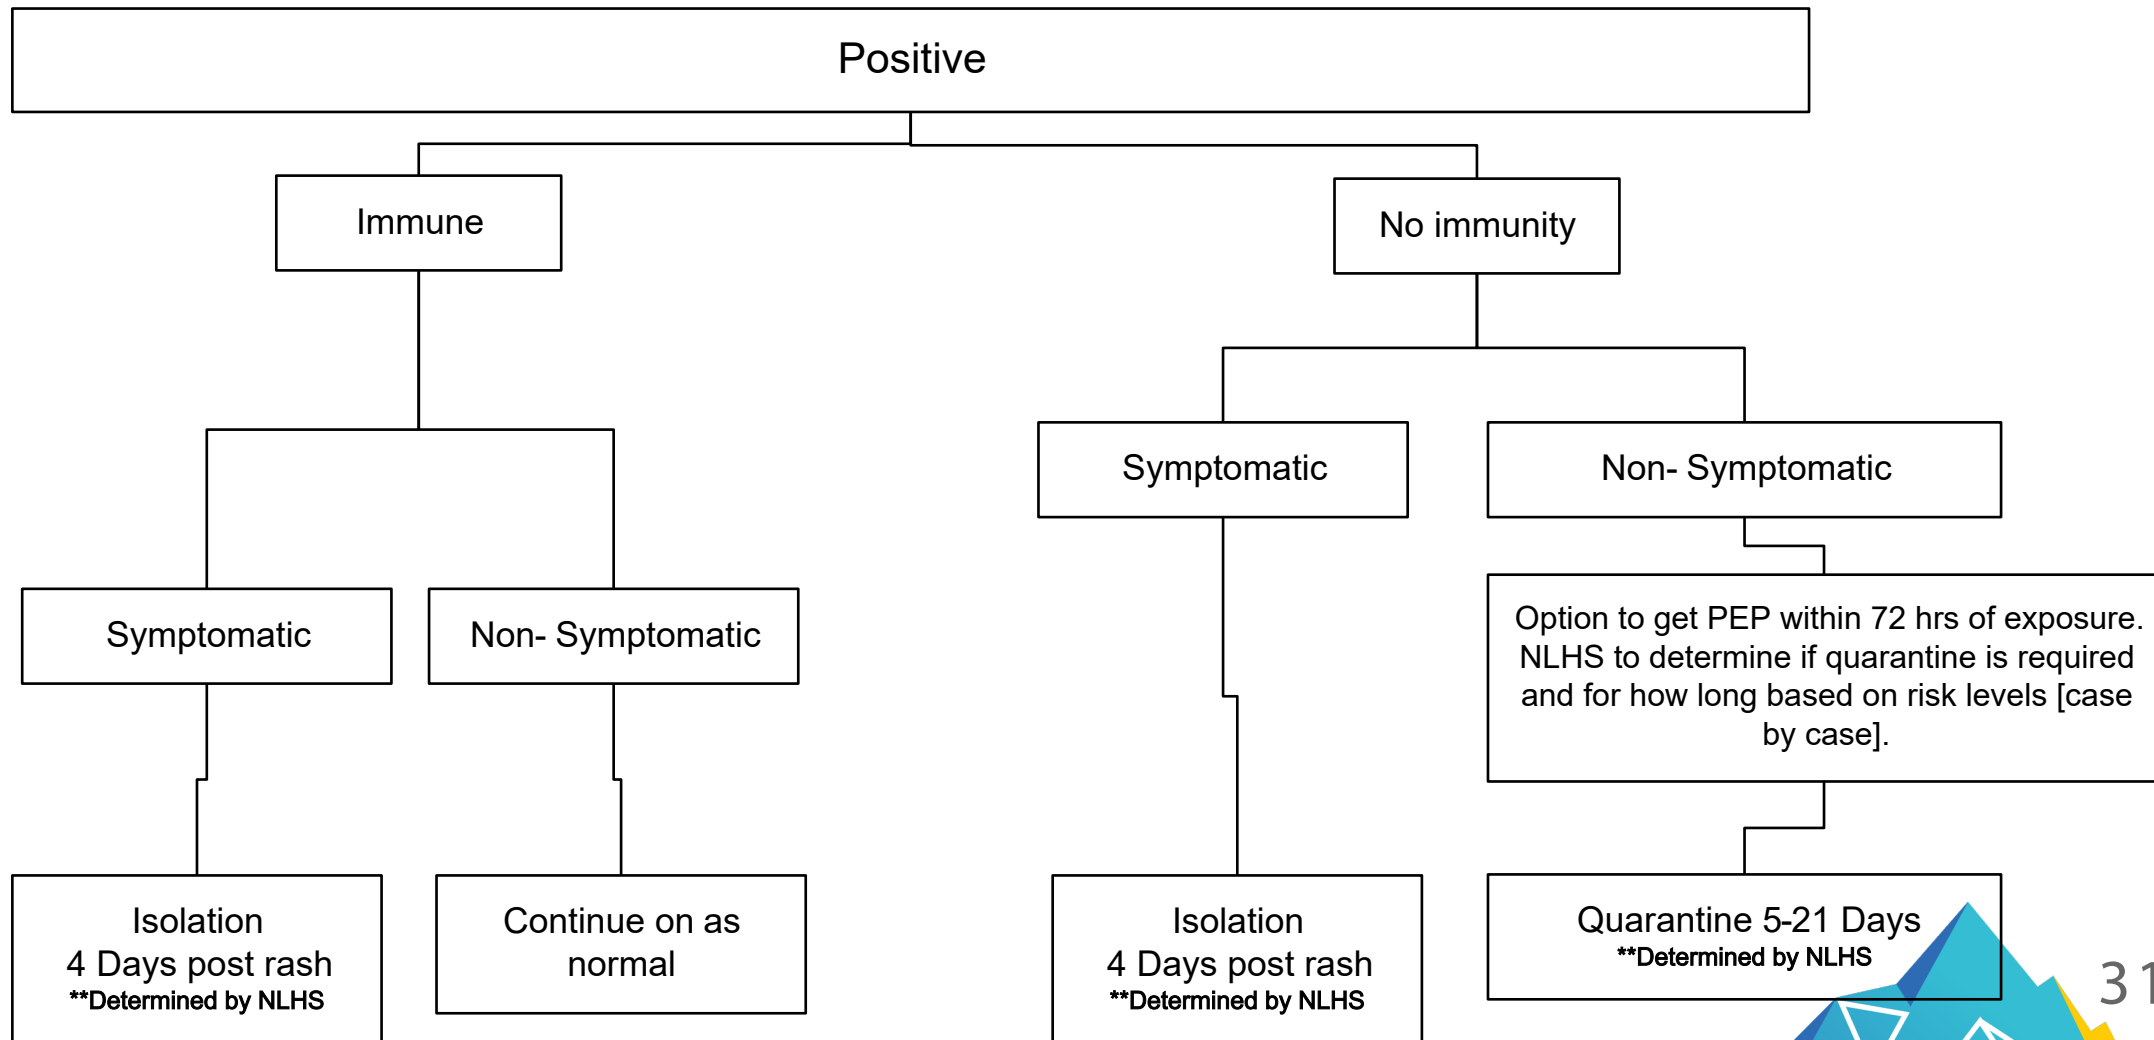 Positive
Immune
No immunity
Symptomatic
Non- Symptomatic
Symptomatic
Non- Symptomatic
Option to get PEP within 72 hrs of exposure.
NLHS to determine if quarantine is required
and for how long based on risk levels [case
by case].
Isolation
4 Days post rash
**Determined by NLHS
Continue on as
normal
Isolation
4 Days post rash
**Determined by NLHS
Quarantine 5-21 Days
**Determined by NLHS
31